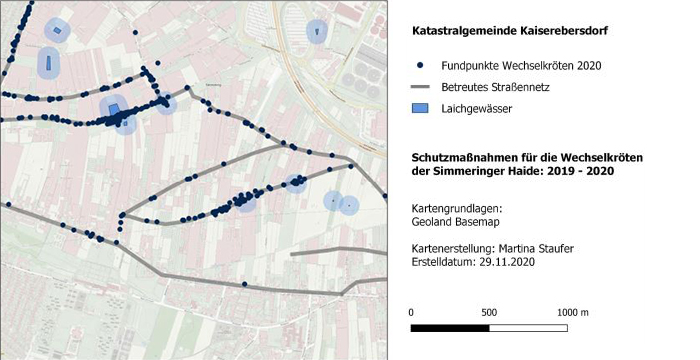 Katastralgemeinde Kaiserebersdorf
Fundpunkte Wechselkröten 2020
Betreutes Straßennetz
Laichgewässer
Schutzmaßnahmen für die Wechselkröten
der Simmeringer Haide: 2019 - 2020
Kartengrundlagen:
Geoland Basemap
Kartenerstellung: Martina Staufer
Erstelldatum: 29.11.2020
0 500 1000 m